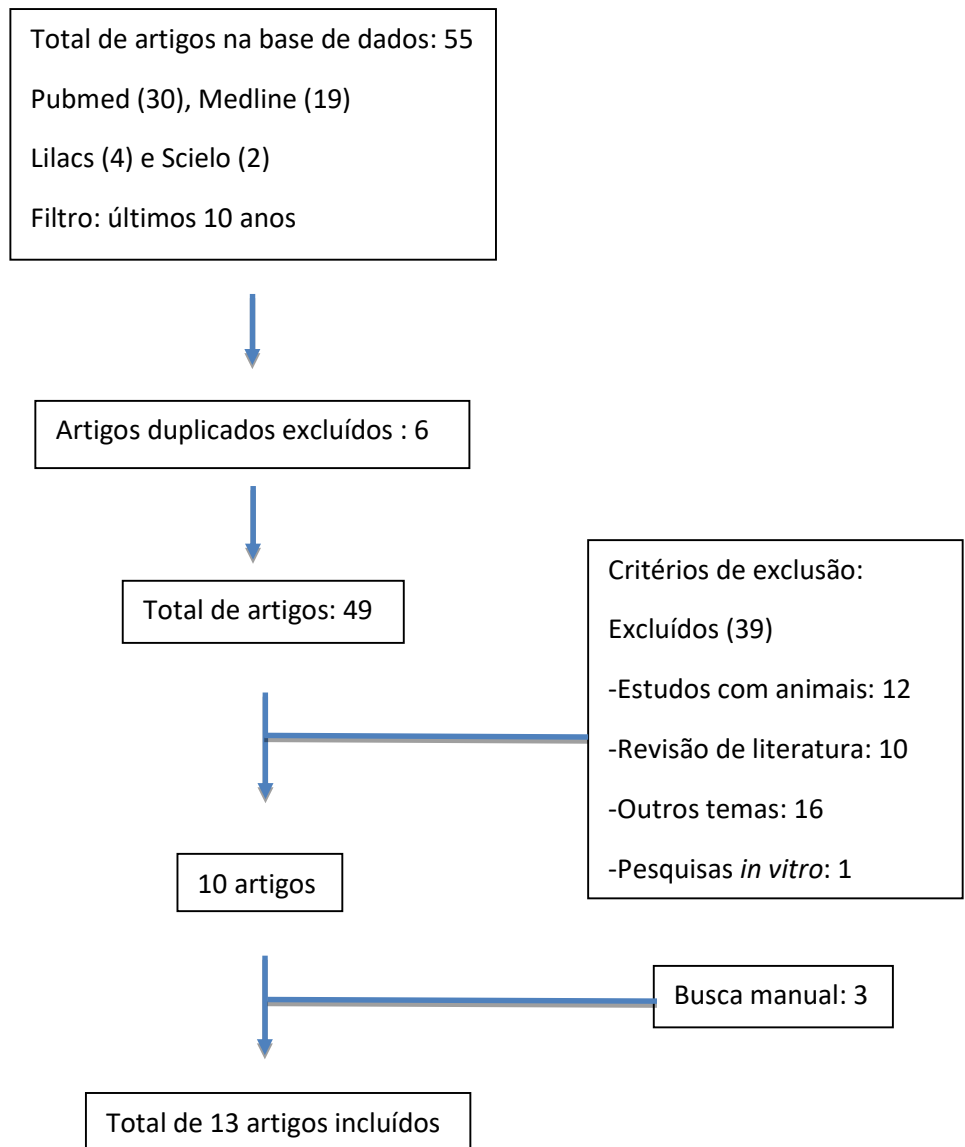 Total de artigos na base de dados: 55
Pubmed (30), Medline (19)
Lilacs (4) e Scielo (2)
Filtro: últimos 10 anos
Artigos duplicados excluídos : 6
Total de artigos: 49
Critérios de exclusão:
Excluídos (39)
-Estudos com animais: 12
-Revisão de literatura: 10
-Outros temas: 16
-Pesquisas in vitro: 1
10 artigos
Busca manual: 3
Total de 13 artigos incluídos